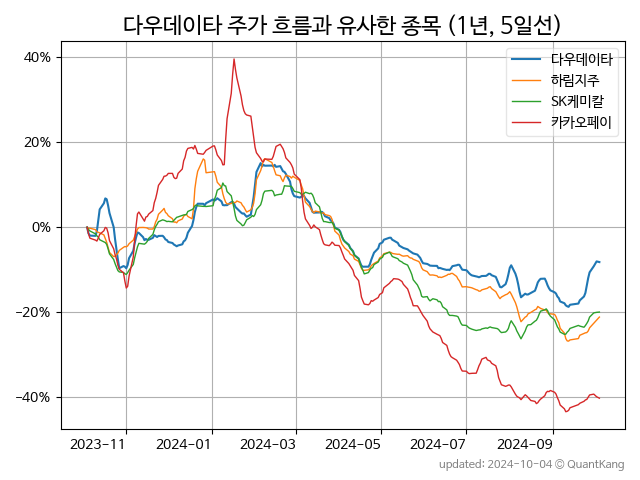 다우데이타 주가 흐름과 유사한 종목 (1년, 5일선)
다우데이타
하림지주
SK케미칼
카카오페이
40%
20%
0%
−20%
−40%
2023-11
2024-01
2024-03
2024-05
2024-07
2024-09
updated: 2024-10-04 @ QuantKang